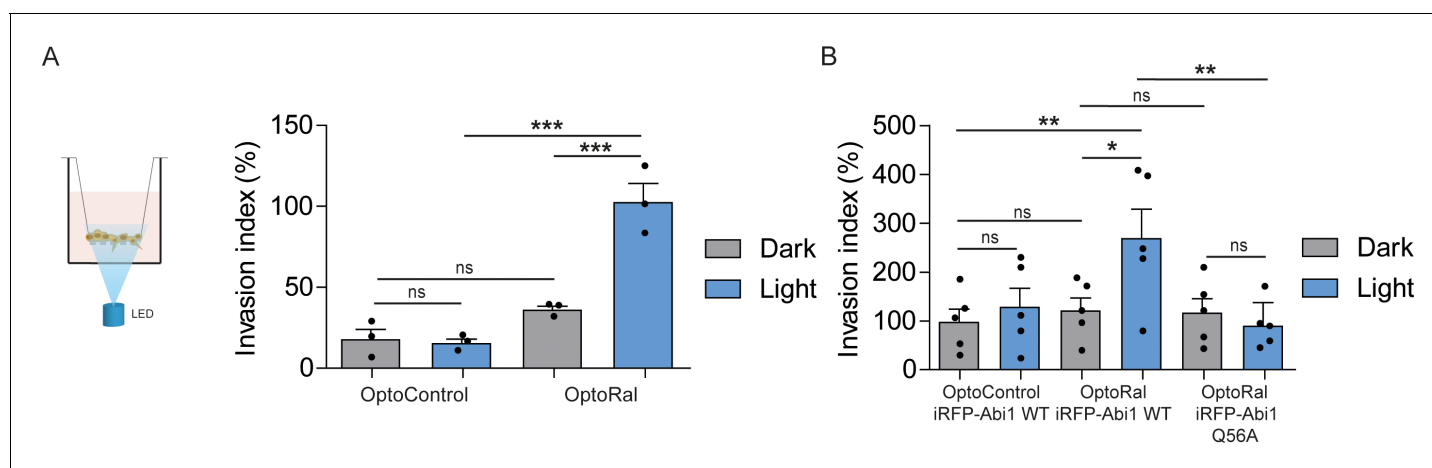 A
LED
Invasion index (%)
150
100
50
0
***
***
ns
ns
OptoControl
OptoRal
Dark
Light
B
Invasion index (%)
500
400
300
200
100
0
**
ns
**
*
ns
ns
ns
OptoControl
iRFP-Abi1 WT
OptoRal
iRFP-Abi1 WT
OptoRal
iRFP-Abi1
Q56A
Dark
Light